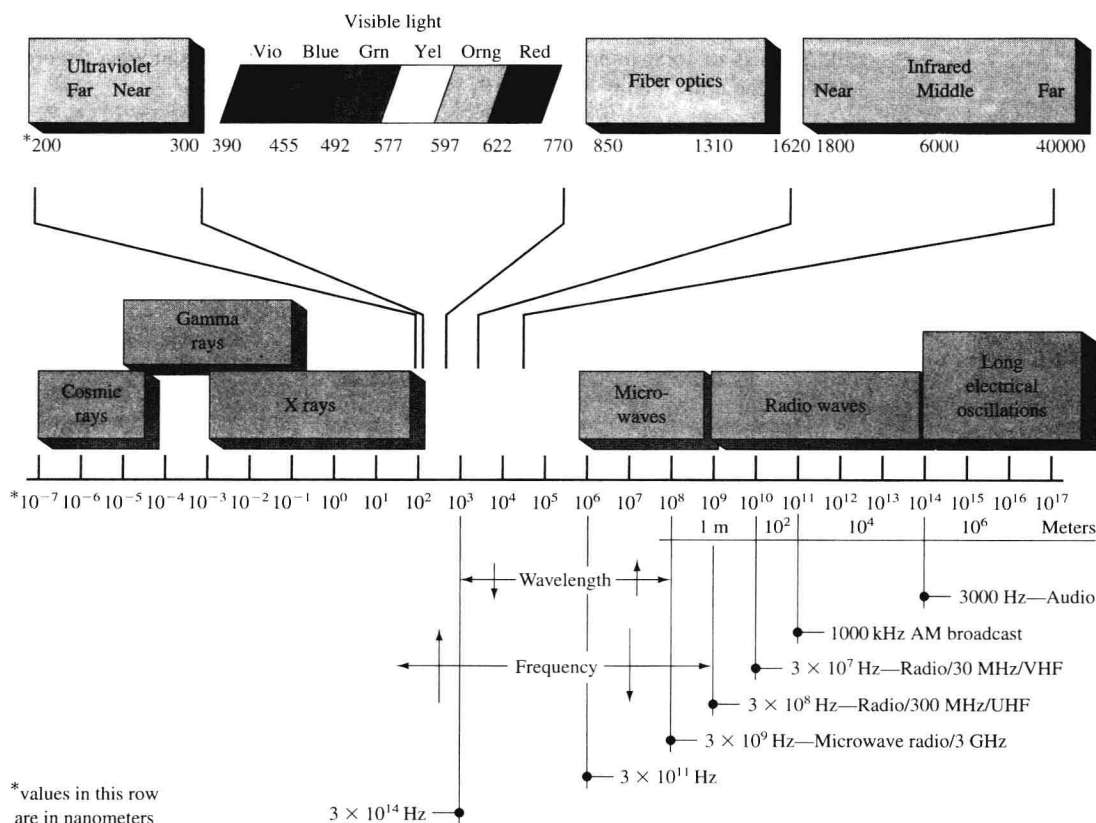 Visible light
Vio Blue Grn Yel Orng Red
Ultraviolet
Far Near
Fiber optics
Infrared
Near Middle Far
*200 300 390 455 492 577 597 622 770 850 1310 1620 1800 6000 40000
Gamma
rays
Cosmic
rays
X rays
Micro-
waves
Radio waves
Long
electrical
oscillations
*10⁻⁷ 10⁻⁶ 10⁻⁵ 10⁻⁴ 10⁻³ 10⁻² 10⁻¹ 10⁰ 10¹ 10² 10³ 10⁴ 10⁵ 10⁶ 10⁷ 10⁸ 10⁹ 10¹⁰ 10¹¹ 10¹² 10¹³ 10¹⁴ 10¹⁵ 10¹⁶ 10¹⁷
1 m 10² 10⁴ 10⁶ Meters
Wavelength
3000 Hz—Audio
1000 kHz AM broadcast
Frequency
3 × 10⁷ Hz—Radio/30 MHz/VHF
3 × 10⁸ Hz—Radio/300 MHz/UHF
3 × 10⁹ Hz—Microwave radio/3 GHz
3 × 10¹¹ Hz
3 × 10¹⁴ Hz
*values in this row
are in nanometers